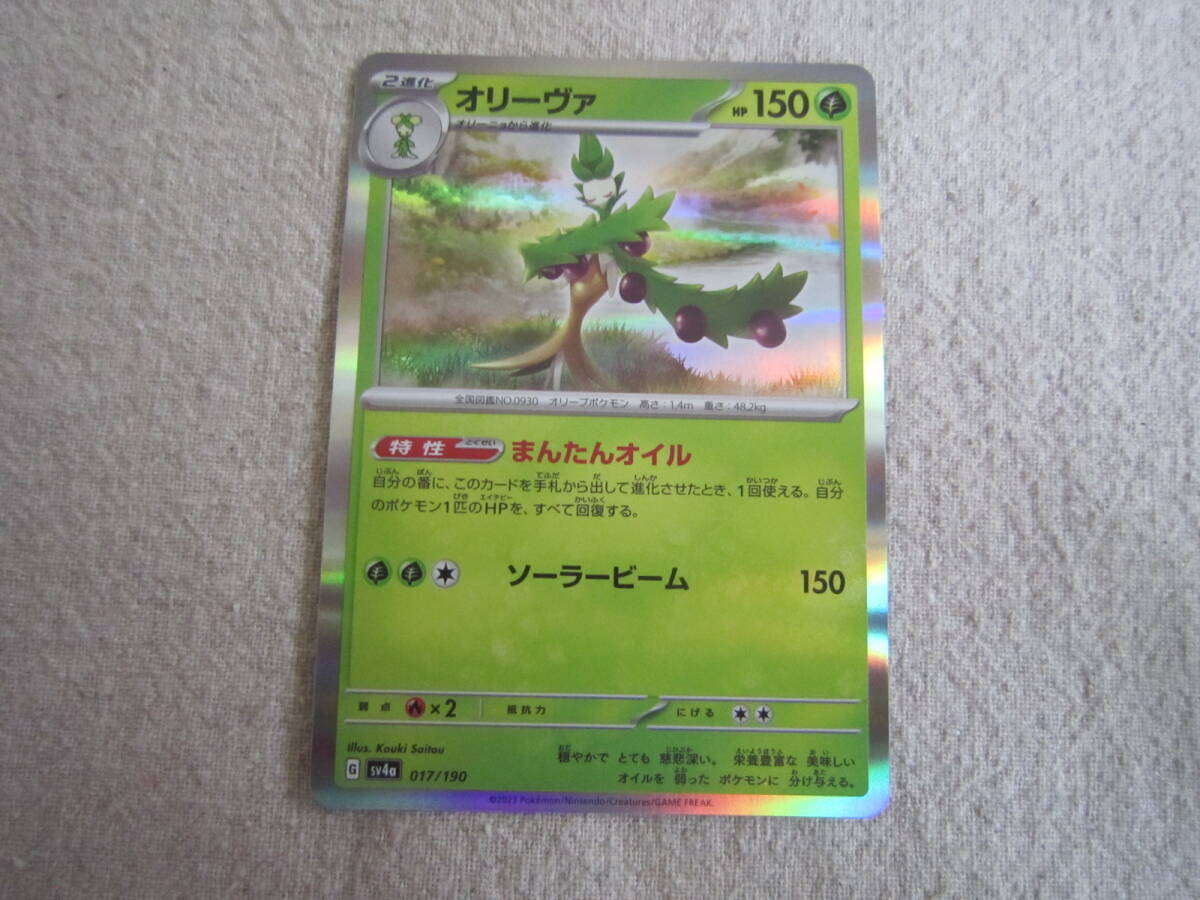 2進化
オリーヴァ
HP 150
オリーニョから進化
全国図鑑NO.0930 オリーブポケモン 高さ:1.4m 重さ:48.2kg
特性 とくせい まんたんオイル
自分の番に、このカードを手札から出して進化させたとき、1回使える。自分
のポケモン1匹のHPを、すべて回復する。
ソーラービーム 150
弱点 ×2 抵抗力 にげる
Illus. Kouki Saitou
G sv4a 017/190
穏やかで とても 慈悲深い。 栄養豊富な 美味しい
オイルを 弱った ポケモンに 分け与える。
©2023 Pokémon/Nintendo/Creatures/GAME FREAK.